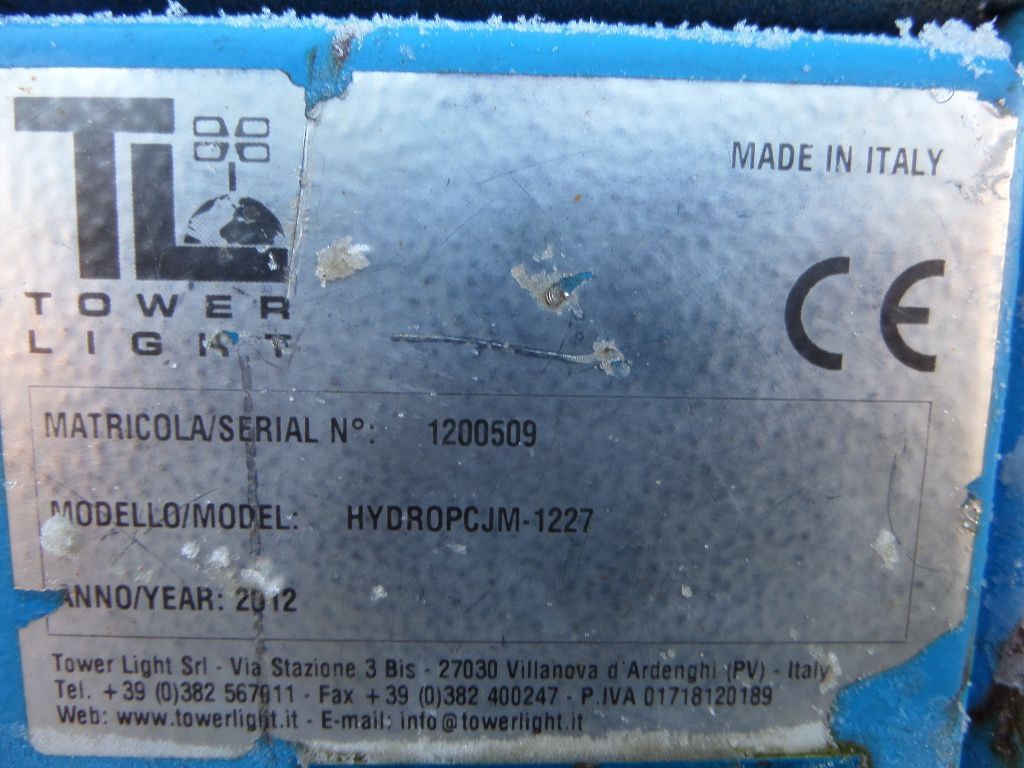 TL
TOWER
LIGHT
MADE IN ITALY
CE
MATRICOLA/SERIAL N°: 1200509
MODELLO/MODEL: HYDROPCJM-1227
ANNO/YEAR: 2012
Tower Light Srl - Via Stazione 3 Bis - 27030 Villanova d'Ardenghi (PV) - Italy
Tel. +39 (0)382 567911 - Fax +39 (0)382 400247 - P.IVA 01718120189
Web: www.towerlight.it - E-mail: info@towerlight.it